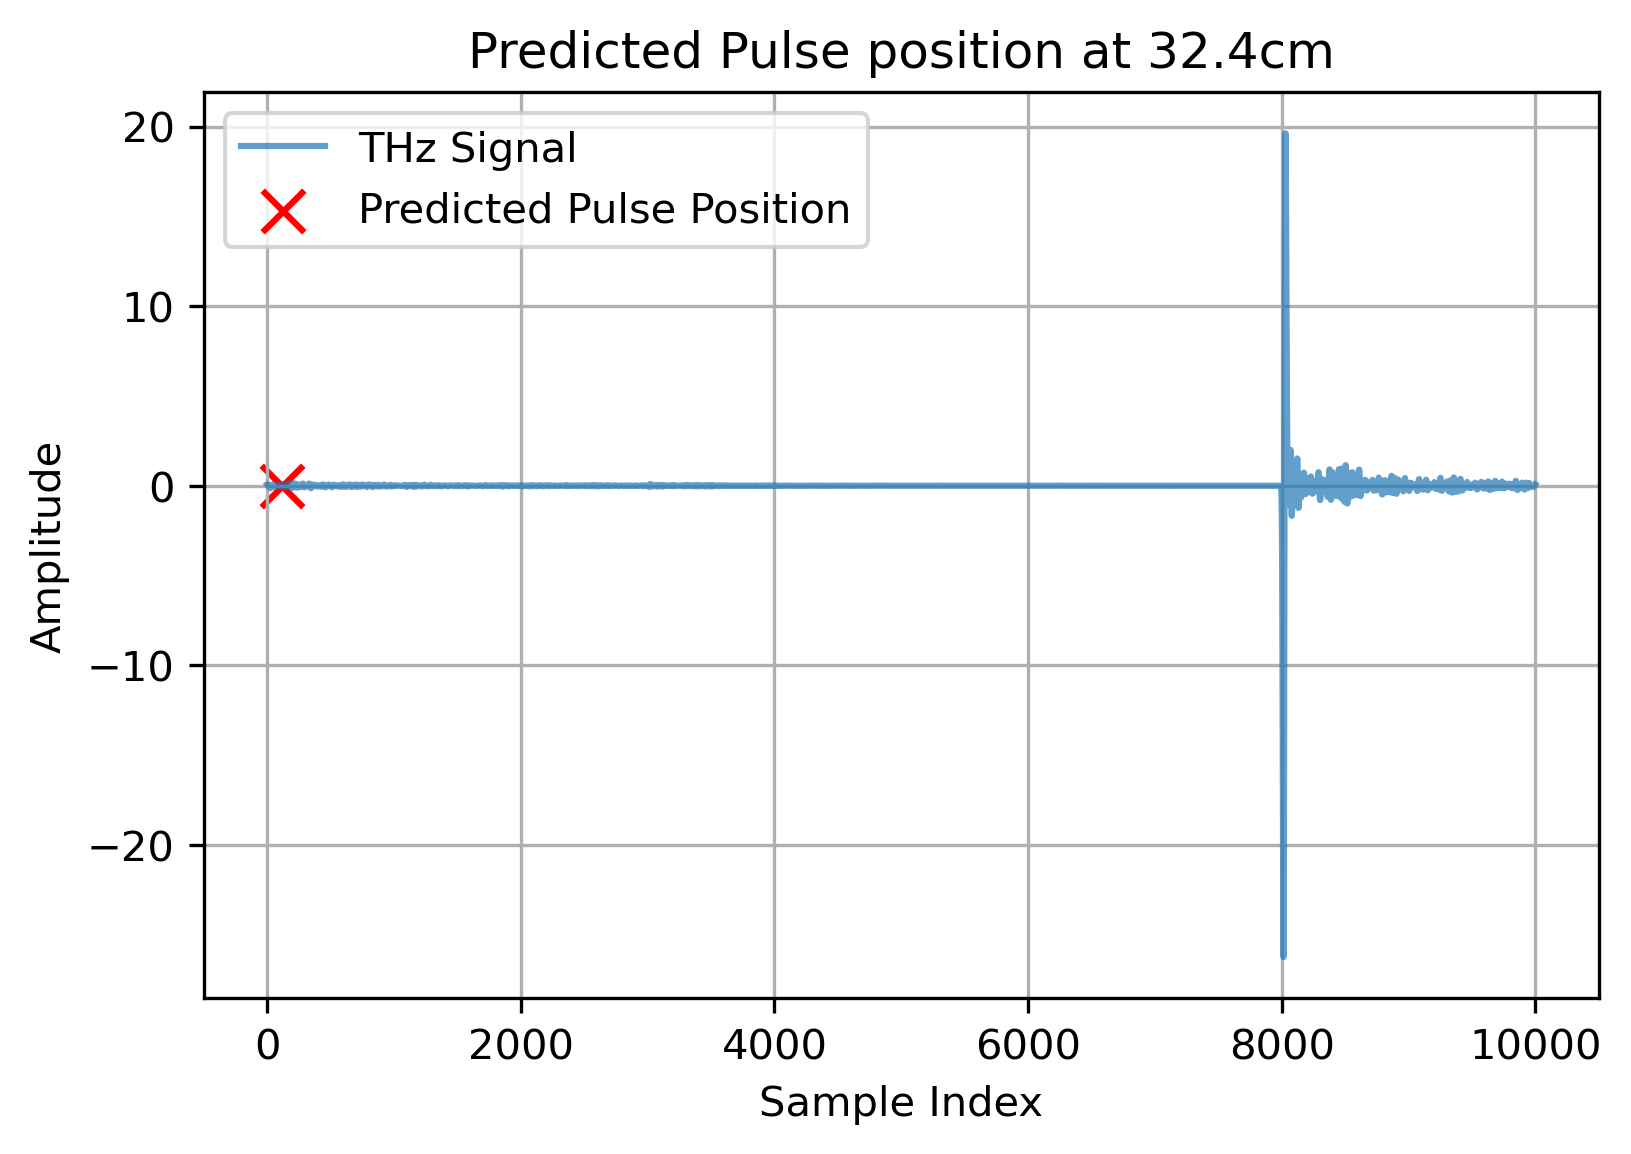 Predicted Pulse position at 32.4cm
THz Signal
Predicted Pulse Position
20
10
0
−10
−20
Amplitude
0 2000 4000 6000 8000 10000
Sample Index